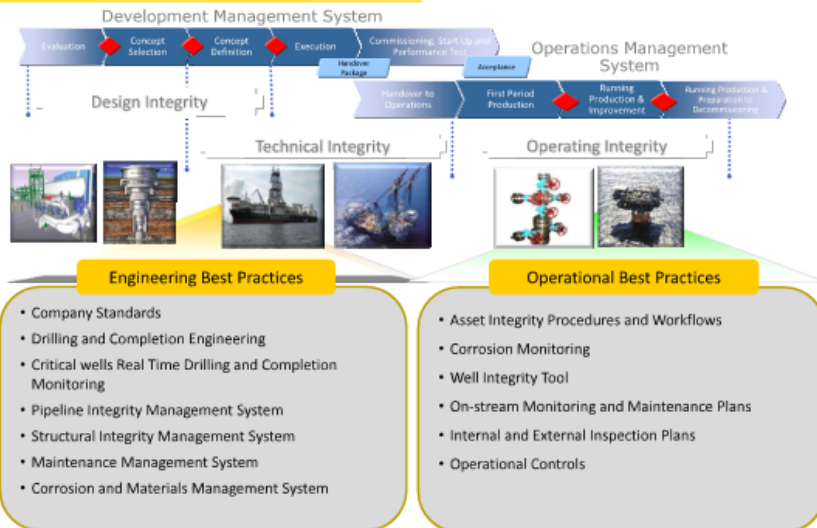 Development Management System
Evaluation
Concept
Selection
Concept
Definition
Execution
Commissioning, Start Up and
Performance Test
Handover
Package
Acceptance
Operations Management
System
Handover to
Operations
First Period
Production
Running
Production &
Improvement
Running Production &
Preparation to
Decommissioning
Design Integrity
Technical Integrity
Operating Integrity
Engineering Best Practices
• Company Standards
• Drilling and Completion Engineering
• Critical wells Real Time Drilling and Completion
Monitoring
• Pipeline Integrity Management System
• Structural Integrity Management System
• Maintenance Management System
• Corrosion and Materials Management System
Operational Best Practices
• Asset Integrity Procedures and Workflows
• Corrosion Monitoring
• Well Integrity Tool
• On-stream Monitoring and Maintenance Plans
• Internal and External Inspection Plans
• Operational Controls